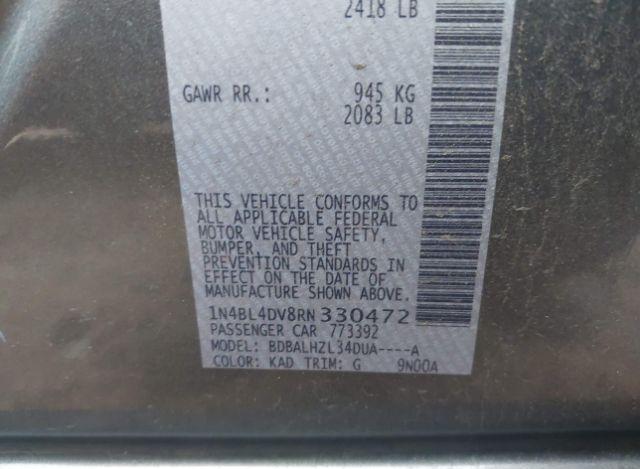 2418 LB
GAWR RR.: 945 KG
2083 LB
THIS VEHICLE CONFORMS TO
ALL APPLICABLE FEDERAL
MOTOR VEHICLE SAFETY,
BUMPER, AND THEFT
PREVENTION STANDARDS IN
EFFECT ON THE DATE OF
MANUFACTURE SHOWN ABOVE.
1N4BL4DV8RN330472
PASSENGER CAR 773392
MODEL: BDBALHZL34DUA----A
COLOR: KAD TRIM: G 9N00A